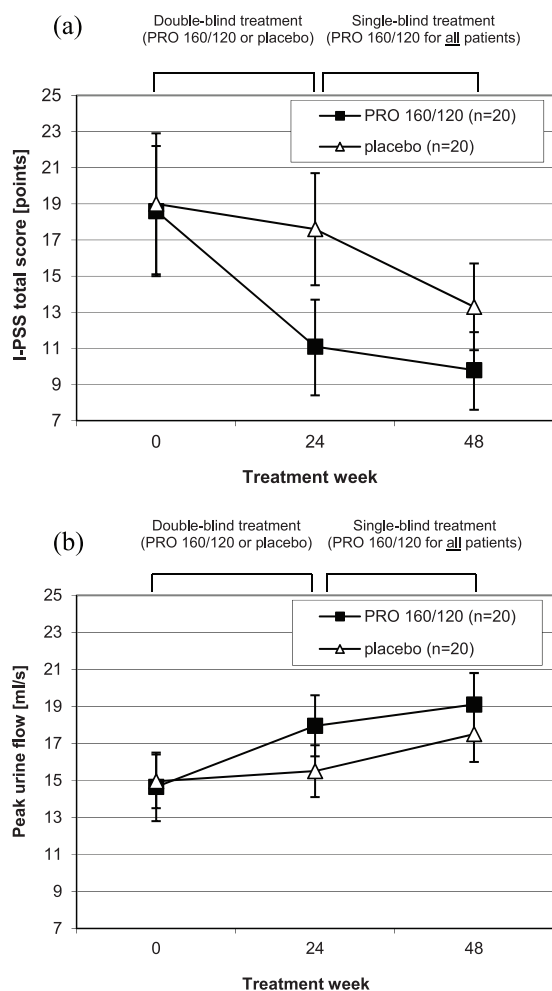 (a)
Double-blind treatment
(PRO 160/120 or placebo)
Single-blind treatment
(PRO 160/120 for all patients)
25
23
21
19
17
15
13
11
9
7
I-PSS total score [points]
PRO 160/120 (n=20)
placebo (n=20)
0
24
48
Treatment week
(b)
Double-blind treatment
(PRO 160/120 or placebo)
Single-blind treatment
(PRO 160/120 for all patients)
25
23
21
19
17
15
13
11
9
7
Peak urine flow [ml/s]
PRO 160/120 (n=20)
placebo (n=20)
0
24
48
Treatment week